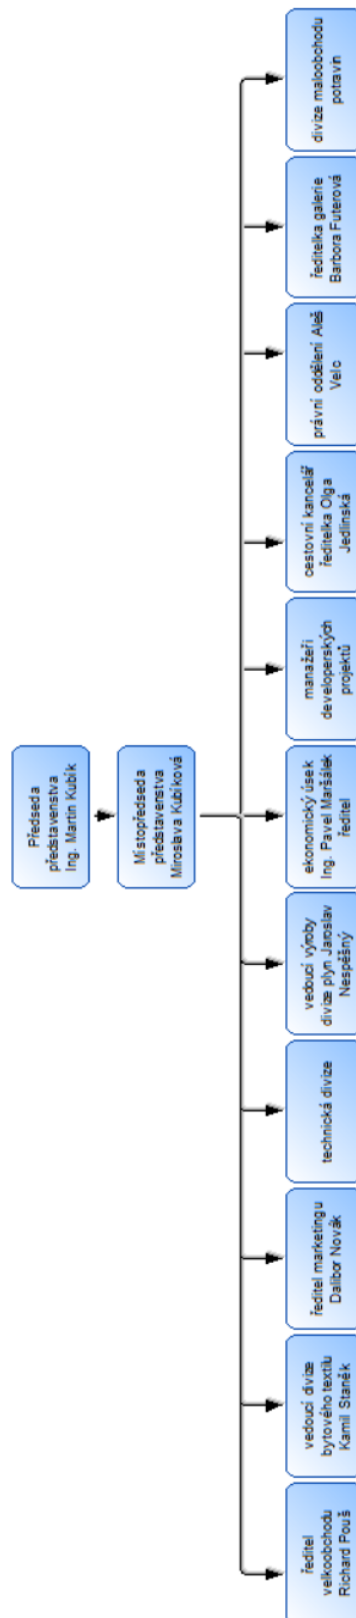 Předseda
představenstva
Ing. Martin Kubík
Místopředseda
představenstva
Miroslava Kubíková
ředitel
velkoobchodu
Richard Pouš
vedoucí divize
bytového textilu
Kamil Staněk
ředitel marketingu
Dalibor Novák
technická divize
vedoucí výroby
divize plyn Jaroslav
Nespěšný
ekonomický úsek
Ing. Pavel Maršálek
ředitel
manažeři
developerských
projektů
cestovní kancelář
ředitelka Olga
Jedlinská
právní oddělení Aleš
Velo
ředitelka galerie
Barbora Futerová
divize maloobchodu
potravin